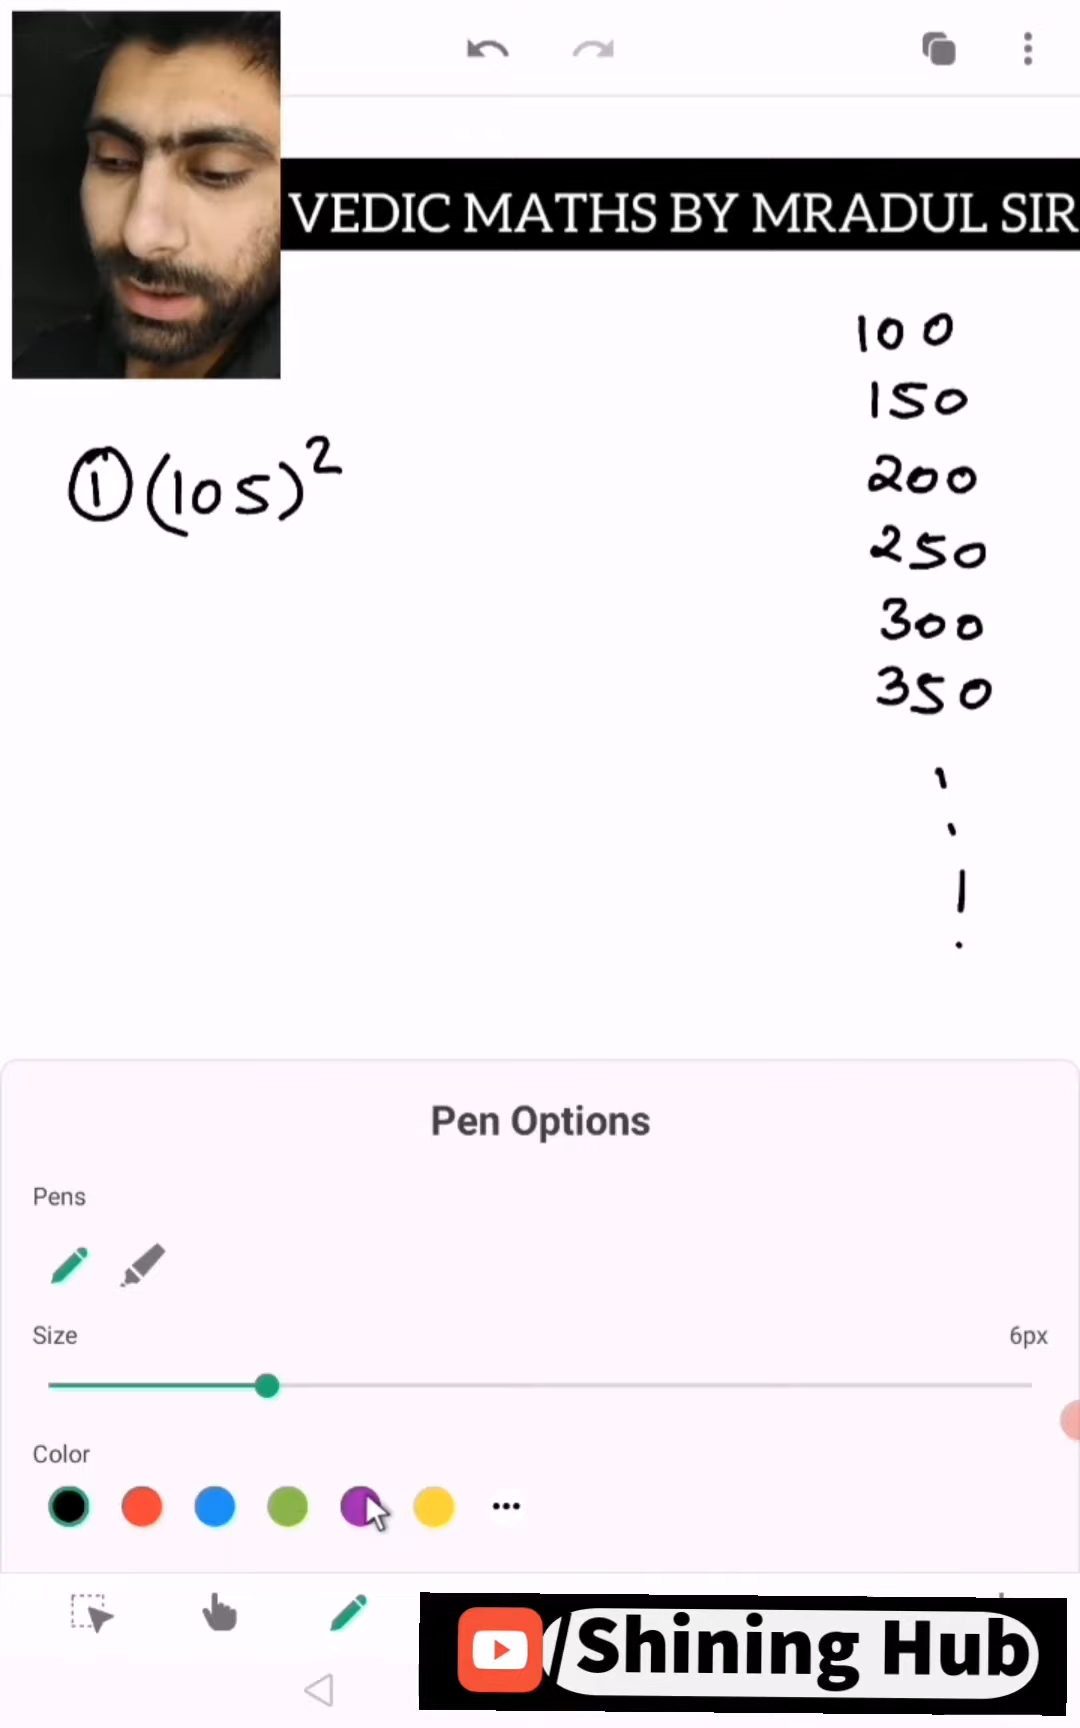 VEDIC MATHS BY MRADUL SIR
100
150
200
250
300
350
① (105)²
Pen Options
Pens
Size
6px
Color
/Shining Hub